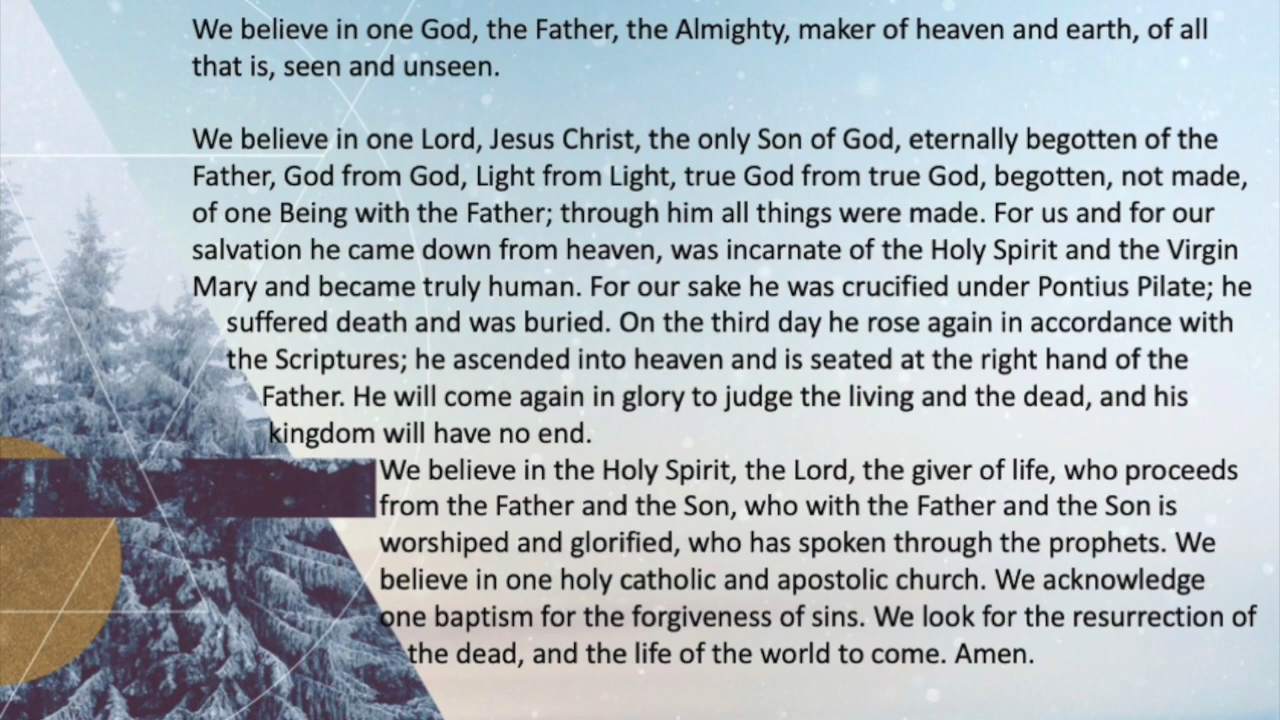 We believe in one God, the Father, the Almighty, maker of heaven and earth, of all
that is, seen and unseen.
We believe in one Lord, Jesus Christ, the only Son of God, eternally begotten of the
Father, God from God, Light from Light, true God from true God, begotten, not made,
of one Being with the Father; through him all things were made. For us and for our
salvation he came down from heaven, was incarnate of the Holy Spirit and the Virgin
Mary and became truly human. For our sake he was crucified under Pontius Pilate; he
suffered death and was buried. On the third day he rose again in accordance with
the Scriptures; he ascended into heaven and is seated at the right hand of the
Father. He will come again in glory to judge the living and the dead, and his
kingdom will have no end.
We believe in the Holy Spirit, the Lord, the giver of life, who proceeds
from the Father and the Son, who with the Father and the Son is
worshiped and glorified, who has spoken through the prophets. We
believe in one holy catholic and apostolic church. We acknowledge
one baptism for the forgiveness of sins. We look for the resurrection of
the dead, and the life of the world to come. Amen.